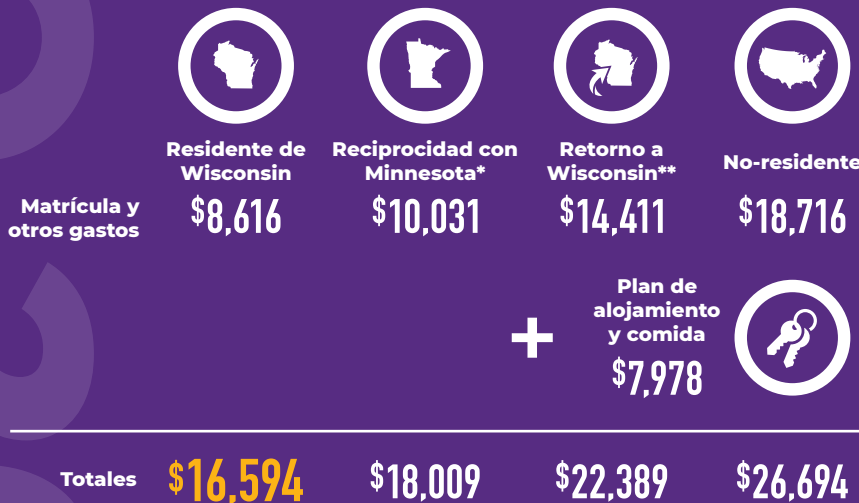 Residente de
Wisconsin
Reciprocidad con
Minnesota*
Retorno a
Wisconsin**
No-residente
Matrícula y
otros gastos
$8,616
$10,031
$14,411
$18,716
+
Plan de
alojamiento
y comida
$7,978
Totales
$16,594
$18,009
$22,389
$26,694